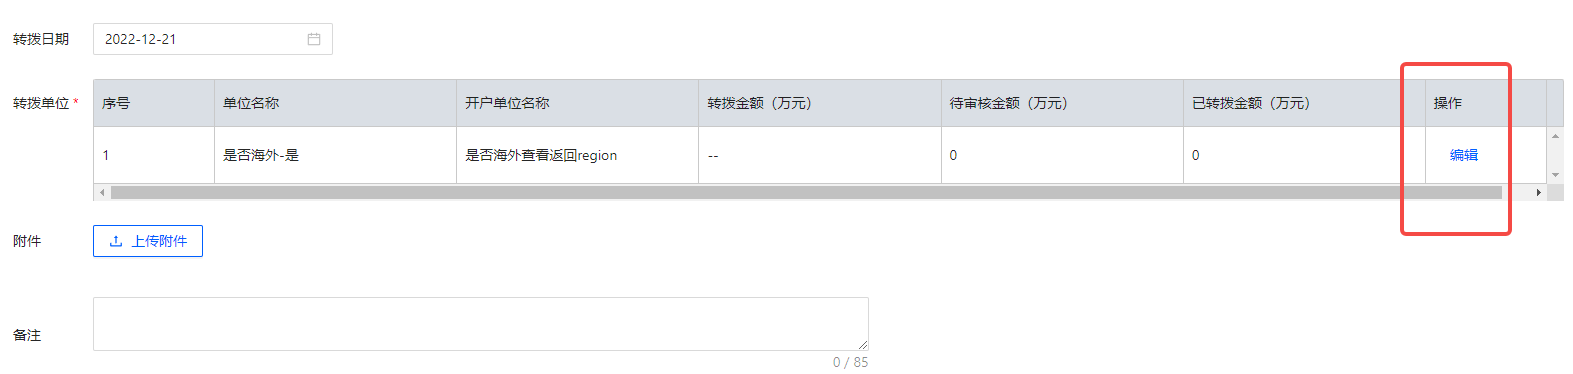 转拨日期 2022-12-21
转拨单位 * 序号 单位名称 开户单位名称 转拨金额（万元） 待审核金额（万元） 已转拨金额（万元） 操作
1 是否海外-是 是否海外查看返回region -- 0 0 编辑
附件 上传附件
备注
0 / 85